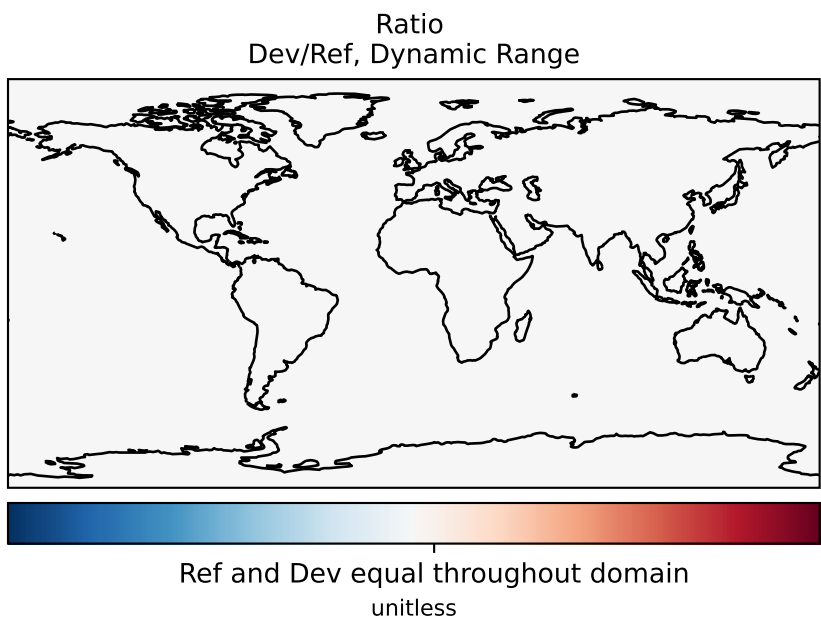 Ratio
Dev/Ref, Dynamic Range
Ref and Dev equal throughout domain
unitless